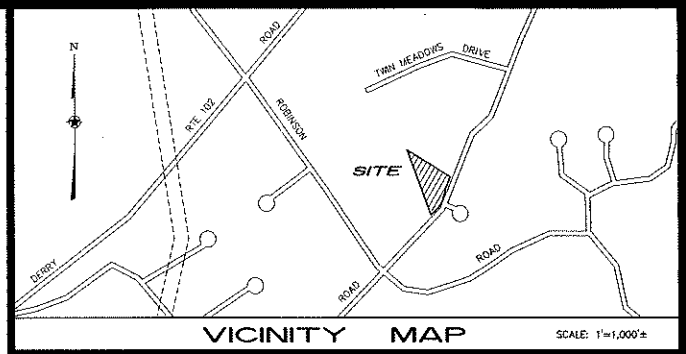 N
DERRY
RTE 102
ROAD
ROBINSON
TWIN MEADOWS DRIVE
SITE
ROAD
ROAD
VICINITY MAP
SCALE: 1"=1,000'±